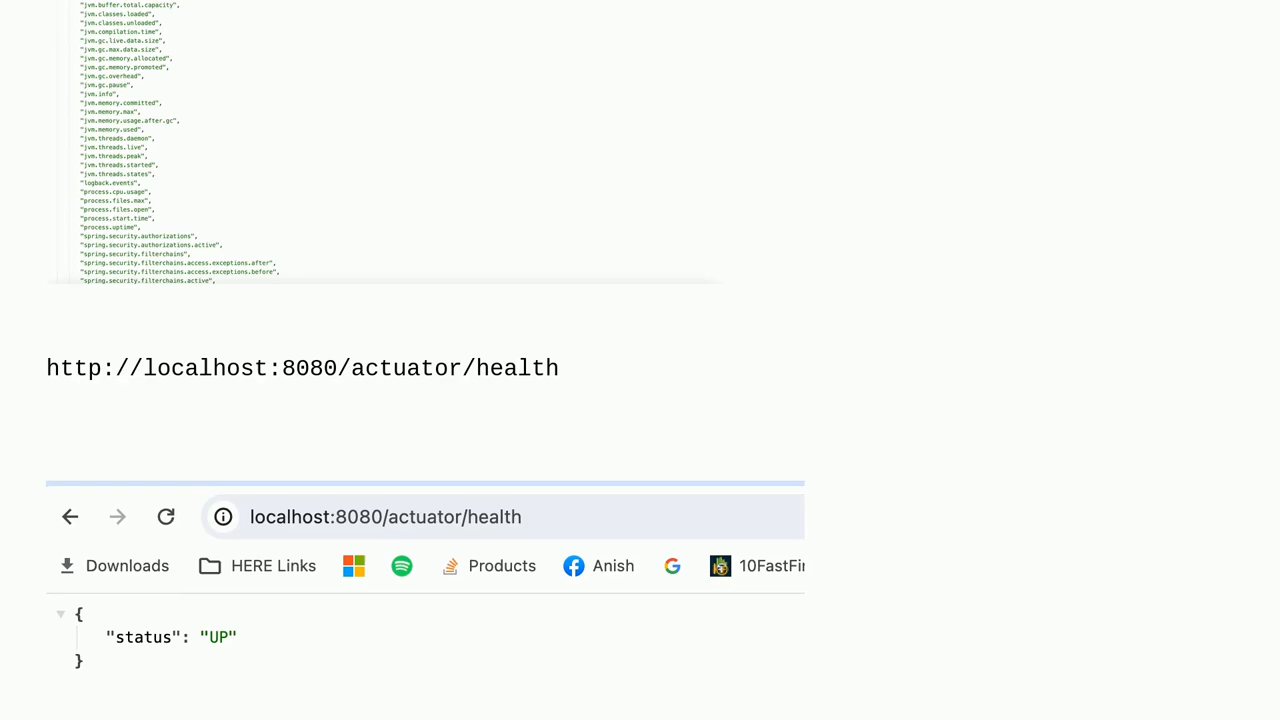 "jvm.buffer.total.capacity",
"jvm.classes.loaded",
"jvm.classes.unloaded",
"jvm.compilation.time",
"jvm.gc.live.data.size",
"jvm.gc.max.data.size",
"jvm.gc.memory.allocated",
"jvm.gc.memory.promoted",
"jvm.gc.overhead",
"jvm.gc.pause",
"jvm.info",
"jvm.memory.committed",
"jvm.memory.max",
"jvm.memory.usage.after.gc",
"jvm.memory.used",
"jvm.threads.daemon",
"jvm.threads.live",
"jvm.threads.peak",
"jvm.threads.started",
"jvm.threads.states",
"logback.events",
"process.cpu.usage",
"process.files.max",
"process.files.open",
"process.start.time",
"process.uptime",
"spring.security.authorizations",
"spring.security.authorizations.active",
"spring.security.filterchains",
"spring.security.filterchains.access.exceptions.after",
"spring.security.filterchains.access.exceptions.before",
"spring.security.filterchains.active",
http://localhost:8080/actuator/health
localhost:8080/actuator/health
Downloads HERE Links Products Anish 10FastFi
{
"status": "UP"
}